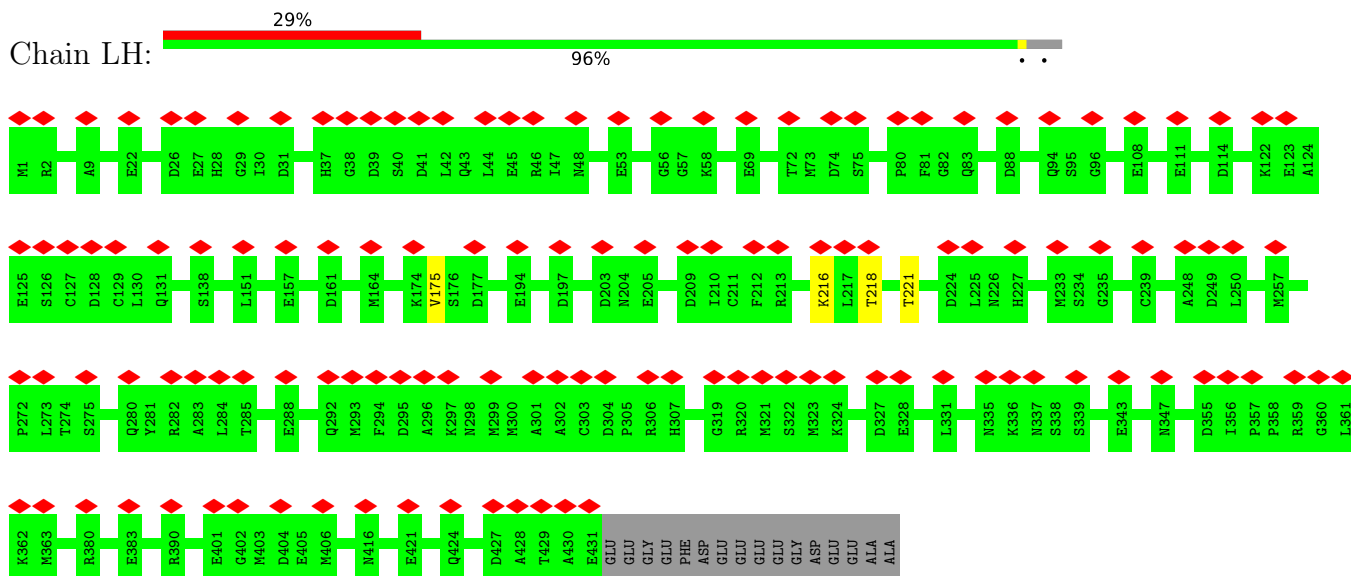 29%
Chain LH:
96%
• •
M1 R2 A9 E22 D26 E27 H28 G29 I30 D31 H37 G38 D39 S40 D41 L42 Q43 L44 E45 R46 I47 N48 E53 G56 G57 K58 E69 T72 M73 D74 S75 P80 F81 G82 Q83 D88 Q94 S95 G96 E108 E111 D114 K122 E123 A124
E125 S126 C127 D128 C129 L130 Q131 S138 L151 E157 D161 M164 K174 V175 S176 D177 E194 D197 D203 N204 E205 D209 I210 C211 F212 R213 K216 L217 T218 T221 D224 L225 N226 H227 M233 S234 G235 C239 A248 D249 L250 M257
P272 L273 T274 S275 Q280 Y281 R282 A283 L284 T285 E288 Q292 M293 F294 D295 A296 K297 N298 M299 M300 A301 A302 C303 D304 P305 R306 H307 G319 R320 M321 S322 M323 K324 D327 E328 L331 N335 K336 N337 S338 S339 E343 N347 D355 I356 P357 P358 R359 G360 L361
K362 M363 R380 E383 R390 E401 G402 M403 D404 E405 M406 N416 E421 Q424 D427 A428 T429 A430 E431 GLU GLU GLY GLU PHE ASP GLU GLU GLU GLU GLY ASP GLU GLU ALA ALA